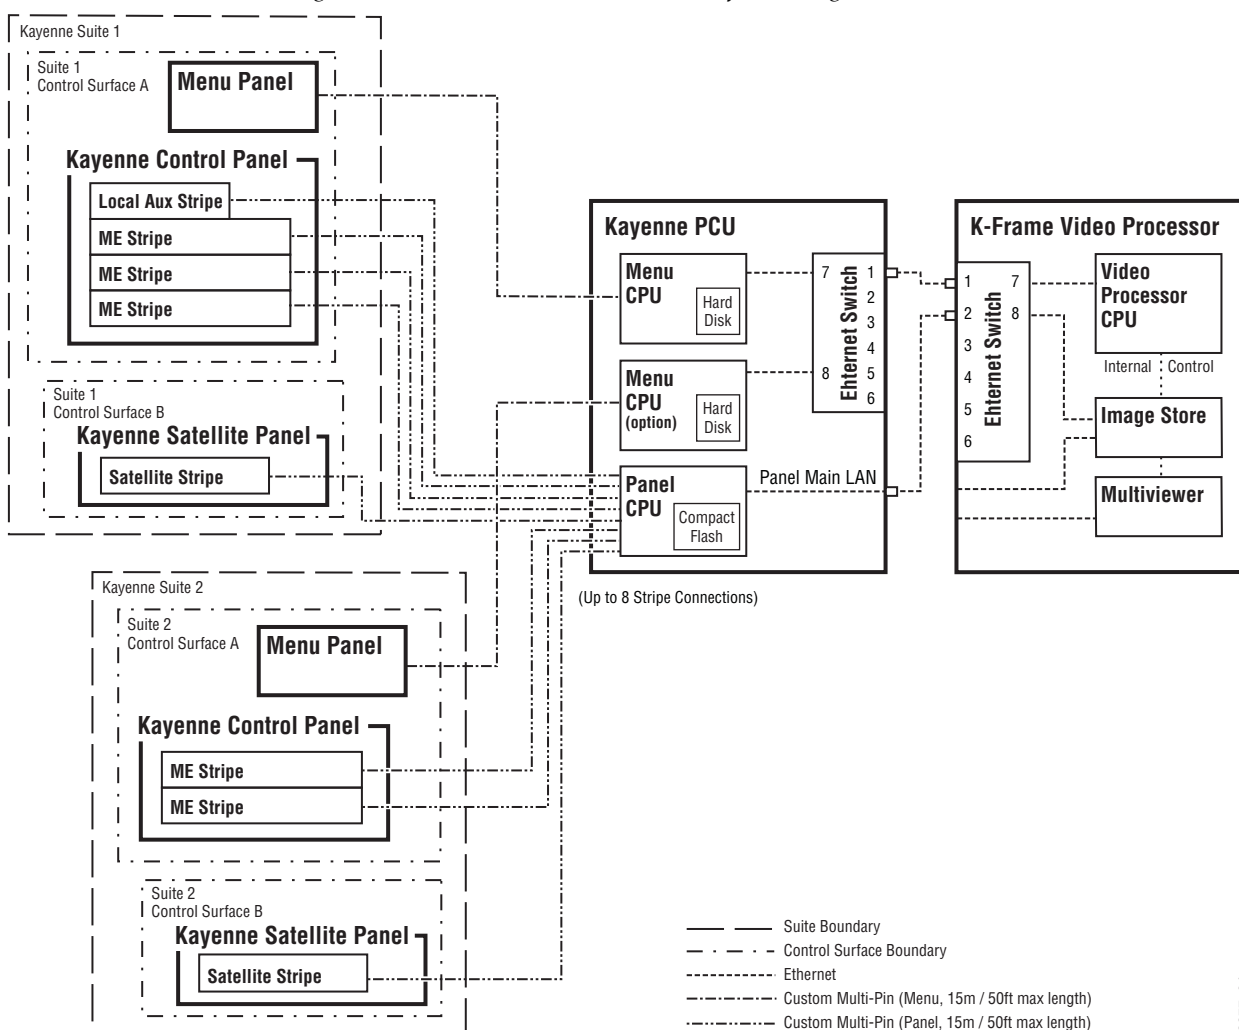 Kayenne Suite 1
Suite 1
Control Surface A
Menu Panel
Kayenne Control Panel
Local Aux Stripe
ME Stripe
ME Stripe
ME Stripe
Suite 1
Control Surface B
Kayenne Satellite Panel
Satellite Stripe
Kayenne PCU
Menu
CPU
Hard
Disk
Menu
CPU
(option)
Hard
Disk
Panel
CPU
Compact
Flash
7
8
Ehternet Switch
1
2
3
4
5
6
Panel Main LAN
(Up to 8 Stripe Connections)
K-Frame Video Processor
1
2
3
4
5
6
Ehternet Switch
7
8
Video
Processor
CPU
Internal Control
Image Store
Multiviewer
Kayenne Suite 2
Suite 2
Control Surface A
Menu Panel
Kayenne Control Panel
ME Stripe
ME Stripe
Suite 2
Control Surface B
Kayenne Satellite Panel
Satellite Stripe
Suite Boundary
Control Surface Boundary
Ethernet
Custom Multi-Pin (Menu, 15m / 50ft max length)
Custom Multi-Pin (Panel, 15m / 50ft max length)